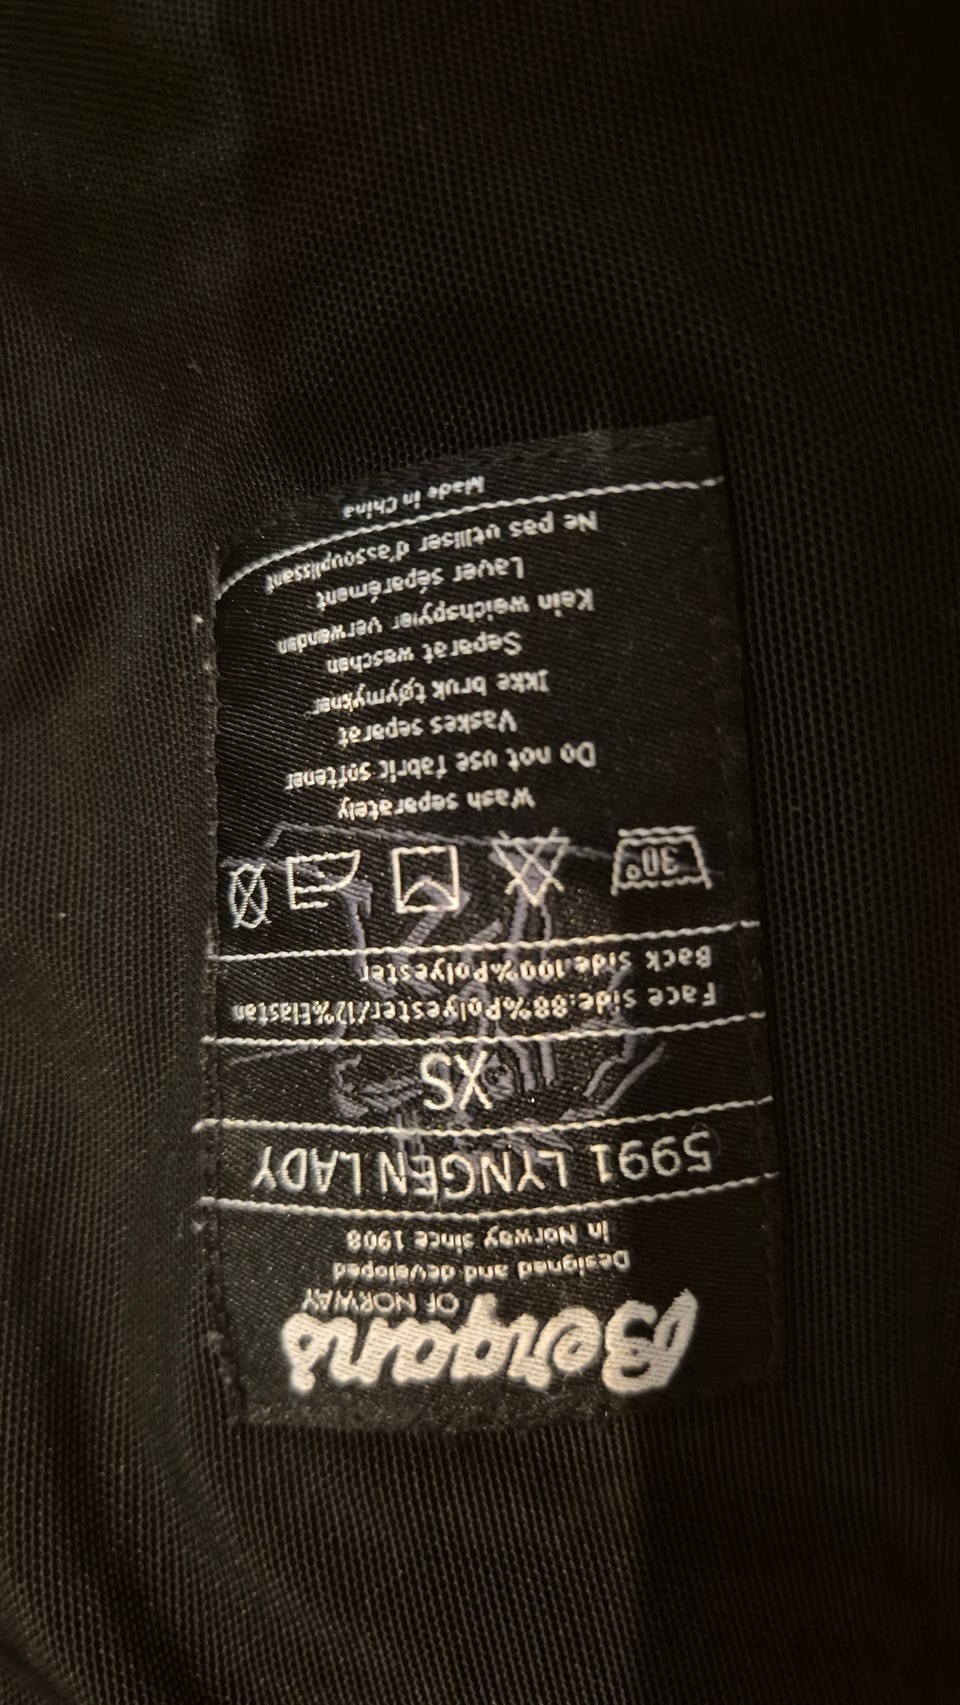 Bergans
OF NORWAY
Designed and developed
in Norway since 1908
5991 LYNGEN LADY
XS
Face side:88%Polyester/12%Elastan
Back side:100%Polyester
30°
Wash separately
Do not use fabric softener
Vaskes separat
Ikke bruk tøymykner
Separat waschen
Kein weichspyler verwenden
Laver séparément
Ne pas utiliser d'assouplissant
Made in China